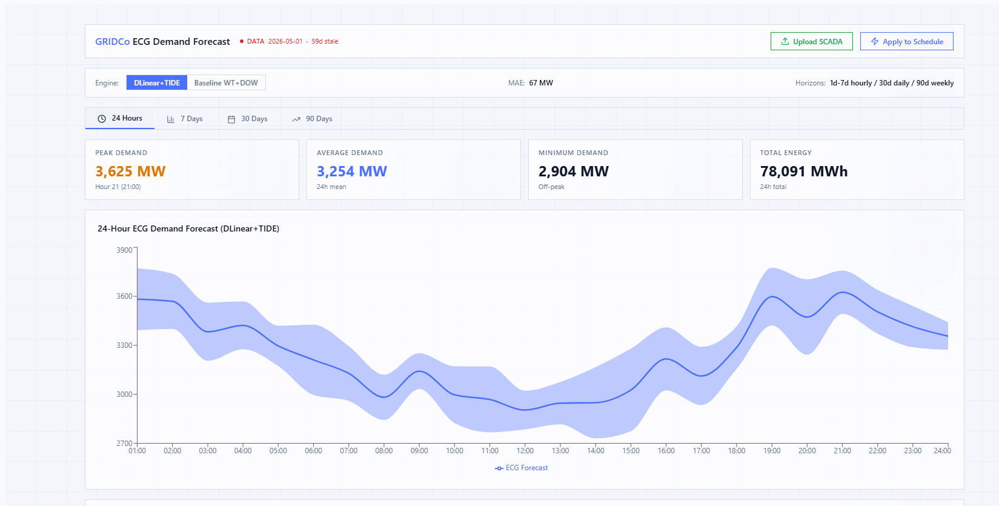 GRIDCo ECG Demand Forecast ● DATA 2026-05-01 · 59d stale Upload SCADA Apply to Schedule
Engine: DLinear+TIDE Baseline WT+DOW MAE: 67 MW Horizons: 1d-7d hourly / 30d daily / 90d weekly
24 Hours 7 Days 30 Days 90 Days
PEAK DEMAND
3,625 MW
Hour 21 (21:00)
AVERAGE DEMAND
3,254 MW
24h mean
MINIMUM DEMAND
2,904 MW
Off-peak
TOTAL ENERGY
78,091 MWh
24h total
24-Hour ECG Demand Forecast (DLinear+TIDE)
3900
3600
3300
3000
2700
01:00 02:00 03:00 04:00 05:00 06:00 07:00 08:00 09:00 10:00 11:00 12:00 13:00 14:00 15:00 16:00 17:00 18:00 19:00 20:00 21:00 22:00 23:00 24:00
ECG Forecast